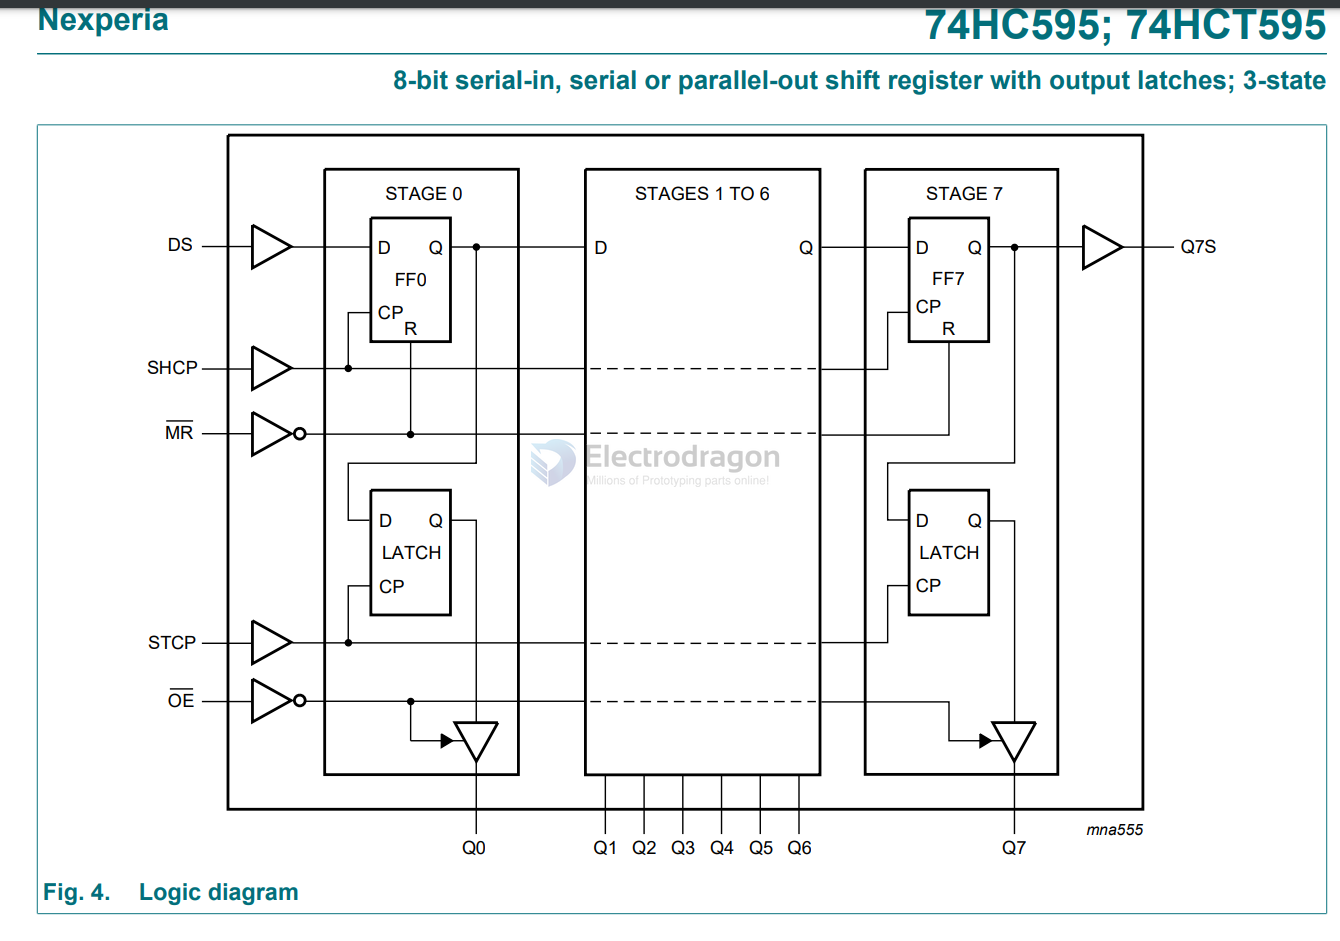 Nexperia
74HC595; 74HCT595
8-bit serial-in, serial or parallel-out shift register with output latches; 3-state
STAGE 0
STAGES 1 TO 6
STAGE 7
DS
D Q
D
Q
D Q
Q7S
FF0
FF7
CP
CP
R
R
SHCP
MR
Electrodragon
Millions of Prototyping parts online!
D Q
D Q
LATCH
LATCH
CP
CP
STCP
OE
mna555
Q0
Q1 Q2 Q3 Q4 Q5 Q6
Q7
Fig. 4. Logic diagram